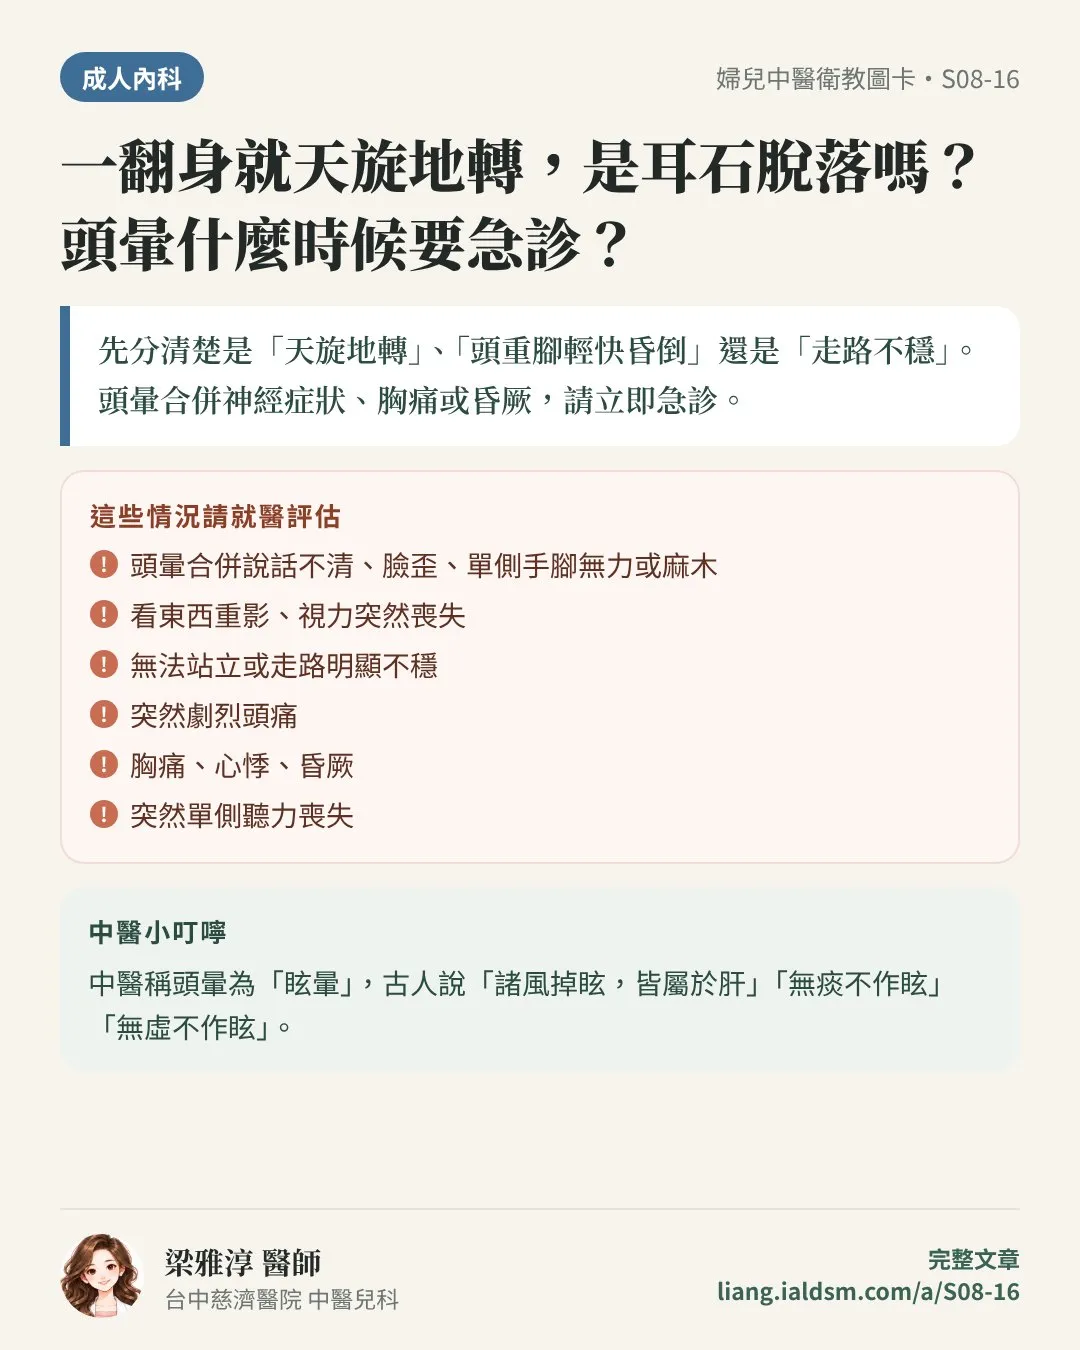 成人內科
婦兒中醫衛教圖卡・S08-16
一翻身就天旋地轉，是耳石脫落嗎？
頭暈什麼時候要急診？
先分清楚是「天旋地轉」、「頭重腳輕快昏倒」還是「走路不穩」。
頭暈合併神經症狀、胸痛或昏厥，請立即急診。
這些情況請就醫評估
! 頭暈合併說話不清、臉歪、單側手腳無力或麻木
! 看東西重影、視力突然喪失
! 無法站立或走路明顯不穩
! 突然劇烈頭痛
! 胸痛、心悸、昏厥
! 突然單側聽力喪失
中醫小叮嚀
中醫稱頭暈為「眩暈」，古人說「諸風掉眩，皆屬於肝」「無痰不作眩」
「無虛不作眩」。
梁雅淳 醫師
台中慈濟醫院 中醫兒科
完整文章
liang.ialdsm.com/a/S08-16